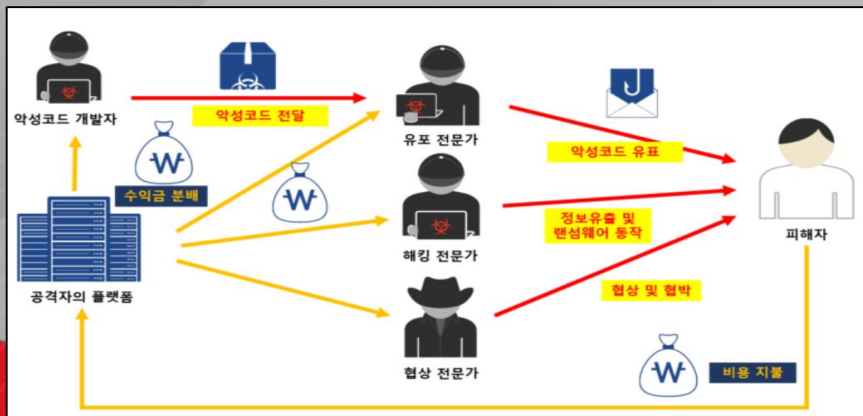 악성코드 개발자
악성코드 전달
유포 전문가
악성코드 유표
수익금 분배
해킹 전문가
정보유출 및
랜섬웨어 동작
피해자
공격자의 플랫폼
협상 및 협박
협상 전문가
비용 지불
₩
₩
₩